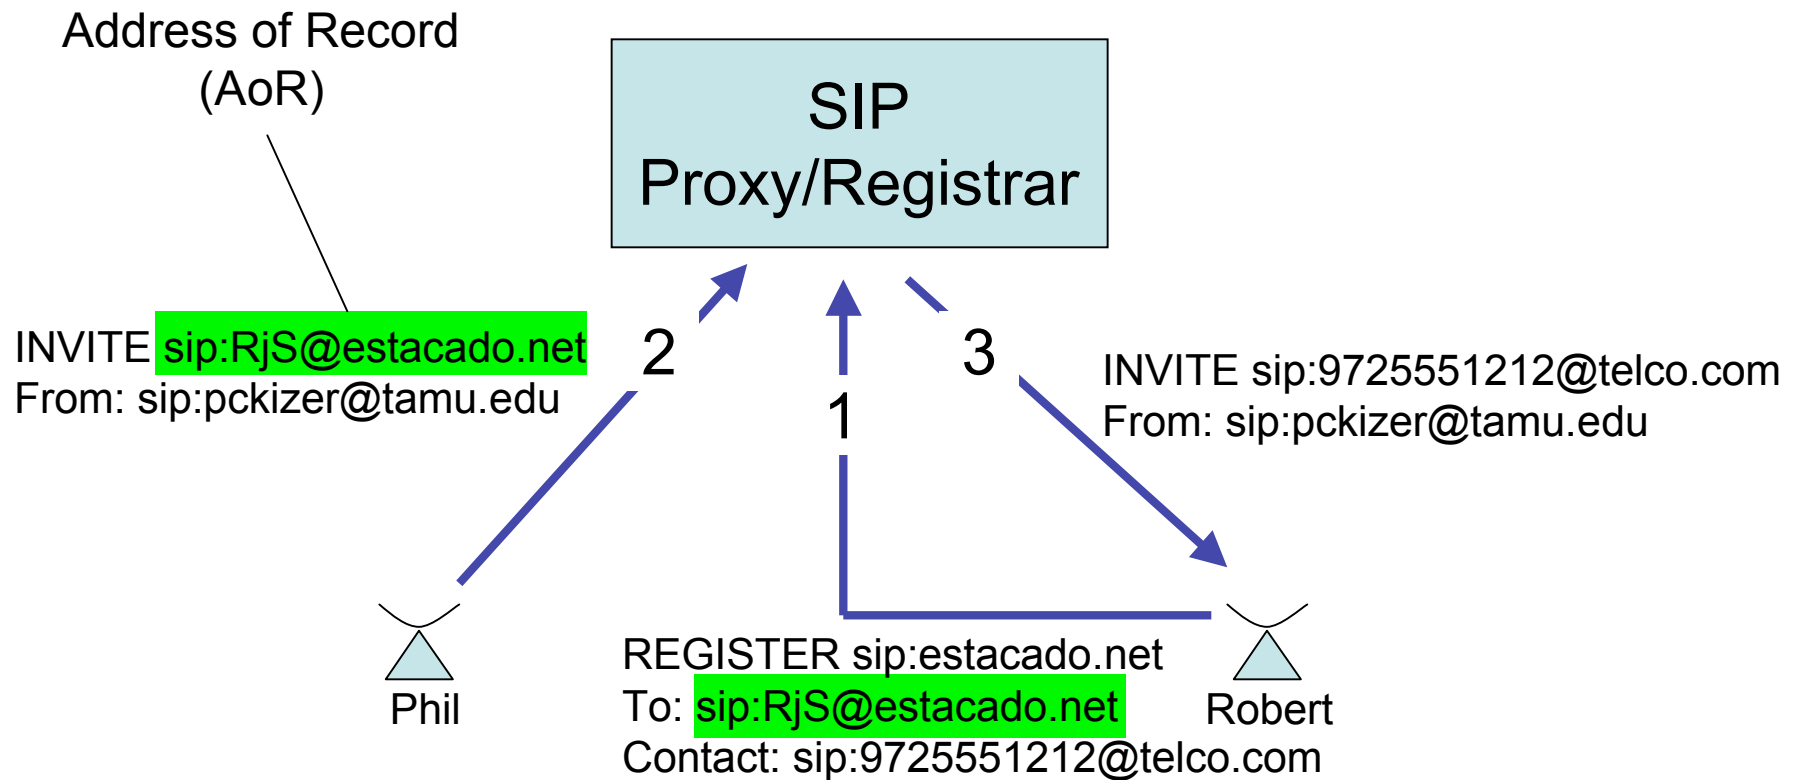 Address of Record
(AoR)
SIP
Proxy/Registrar
INVITE sip:RjS@estacado.net
From: sip:pckizer@tamu.edu
2
1
3
INVITE sip:9725551212@telco.com
From: sip:pckizer@tamu.edu
Phil
REGISTER sip:estacado.net
To: sip:RjS@estacado.net
Contact: sip:9725551212@telco.com
Robert